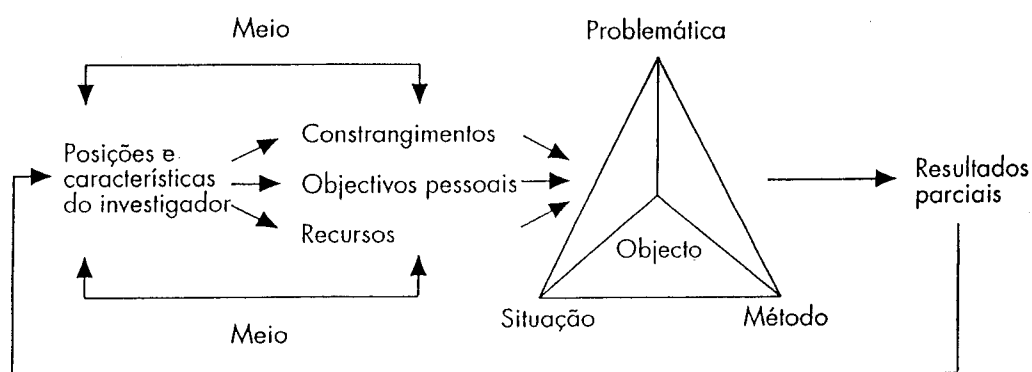 Meio
Problemática
Constrangimentos
Posições e
características
do investigador
Objectivos pessoais
Recursos
Objecto
Resultados
parciais
Situação
Método
Meio